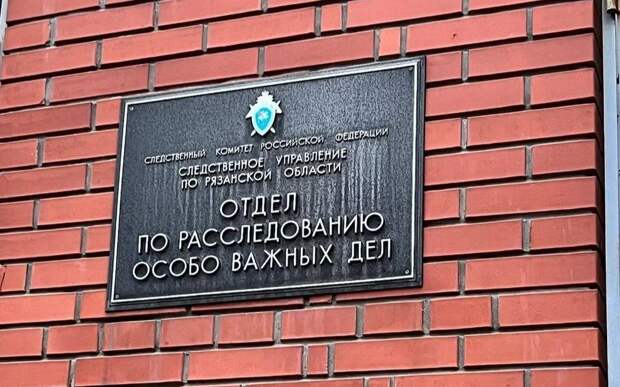 СЛЕДСТВЕННЫЙ КОМИТЕТ РОССИЙСКОЙ ФЕДЕРАЦИИ
СЛЕДСТВЕННОЕ УПРАВЛЕНИЕ
ПО РЯЗАНСКОЙ ОБЛАСТИ
ОТДЕЛ
ПО РАССЛЕДОВАНИЮ
ОСОБО ВАЖНЫХ ДЕЛ